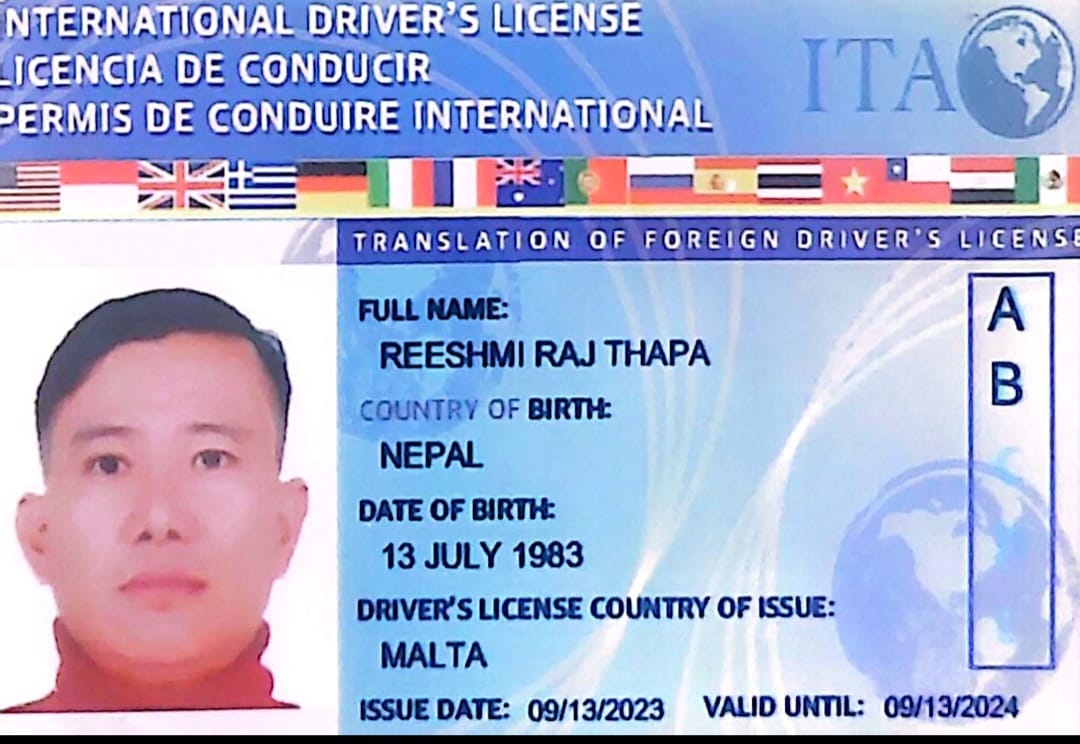 INTERNATIONAL DRIVER'S LICENSE
LICENCIA DE CONDUCIR
PERMIS DE CONDUIRE INTERNATIONAL
ITA
TRANSLATION OF FOREIGN DRIVER'S LICENSE
FULL NAME:
REESHMI RAJ THAPA
COUNTRY OF BIRTH:
NEPAL
DATE OF BIRTH:
13 JULY 1983
DRIVER'S LICENSE COUNTRY OF ISSUE:
MALTA
ISSUE DATE: 09/13/2023 VALID UNTIL: 09/13/2024
A
B